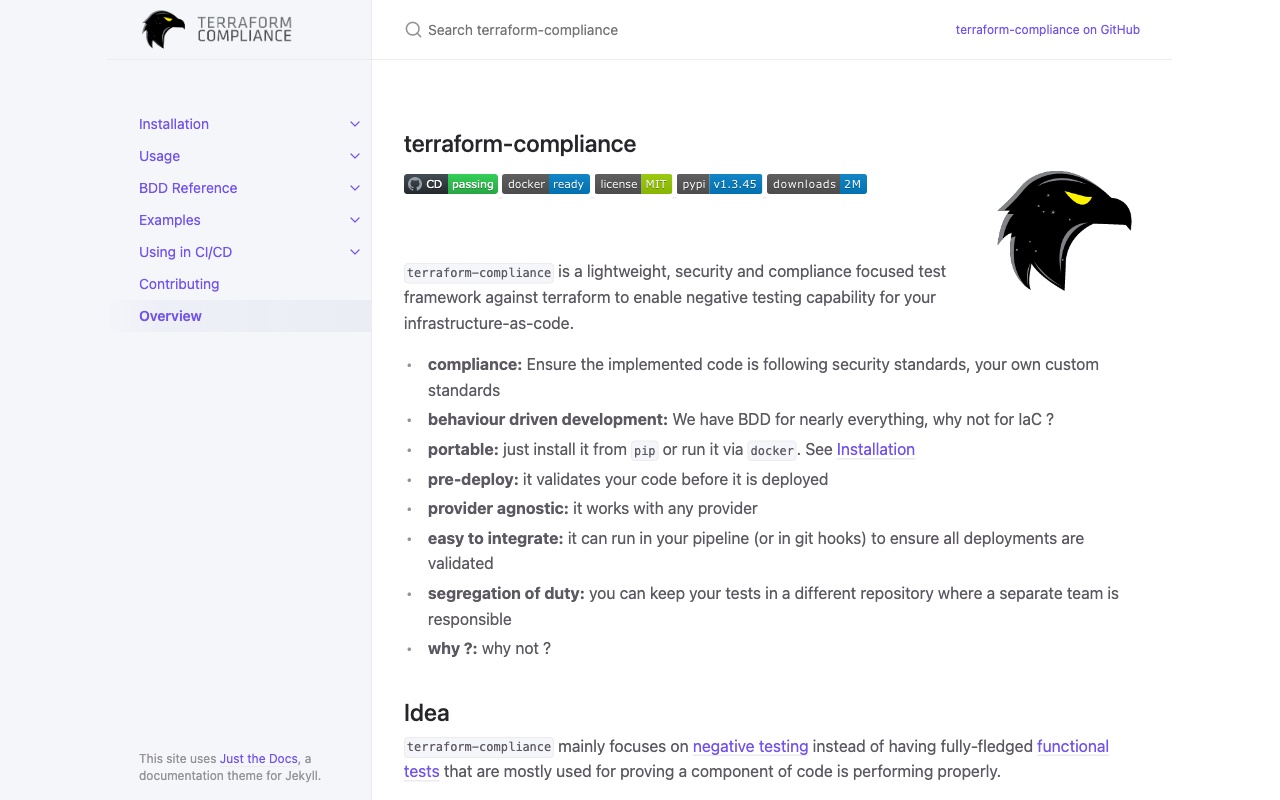 TERRAFORM
COMPLIANCE
Search terraform-compliance
terraform-compliance on GitHub
Installation
Usage
BDD Reference
Examples
Using in CI/CD
Contributing
Overview
This site uses Just the Docs, a
documentation theme for Jekyll.
terraform-compliance
CD passing docker ready license MIT pypi v1.3.45 downloads 2M
terraform-compliance is a lightweight, security and compliance focused test
framework against terraform to enable negative testing capability for your
infrastructure-as-code.
• compliance: Ensure the implemented code is following security standards, your own custom
standards
• behaviour driven development: We have BDD for nearly everything, why not for IaC ?
• portable: just install it from pip or run it via docker. See Installation
• pre-deploy: it validates your code before it is deployed
• provider agnostic: it works with any provider
• easy to integrate: it can run in your pipeline (or in git hooks) to ensure all deployments are
validated
• segregation of duty: you can keep your tests in a different repository where a separate team is
responsible
• why ?: why not ?
Idea
terraform-compliance mainly focuses on negative testing instead of having fully-fledged functional
tests that are mostly used for proving a component of code is performing properly.